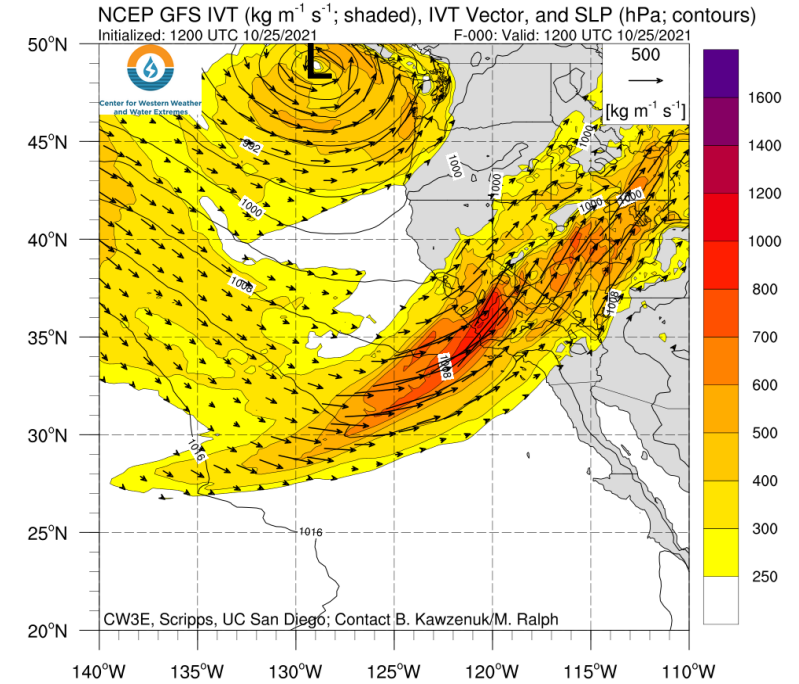 NCEP GFS IVT (kg m⁻¹ s⁻¹; shaded), IVT Vector, and SLP (hPa; contours)
Initialized: 1200 UTC 10/25/2021 F-000: Valid: 1200 UTC 10/25/2021
50°N
L
500
Center for Western Weather
and Water Extremes
[kg m⁻¹ s⁻¹]
1600
45°N
992
1000
1400
1000
1000
1200
1000
1000
1000
40°N
1000
1008
1008
800
35°N
700
1008
600
30°N
1016
500
400
25°N
1016
300
250
CW3E, Scripps, UC San Diego; Contact B. Kawzenuk/M. Ralph
20°N
140°W 135°W 130°W 125°W 120°W 115°W 110°W